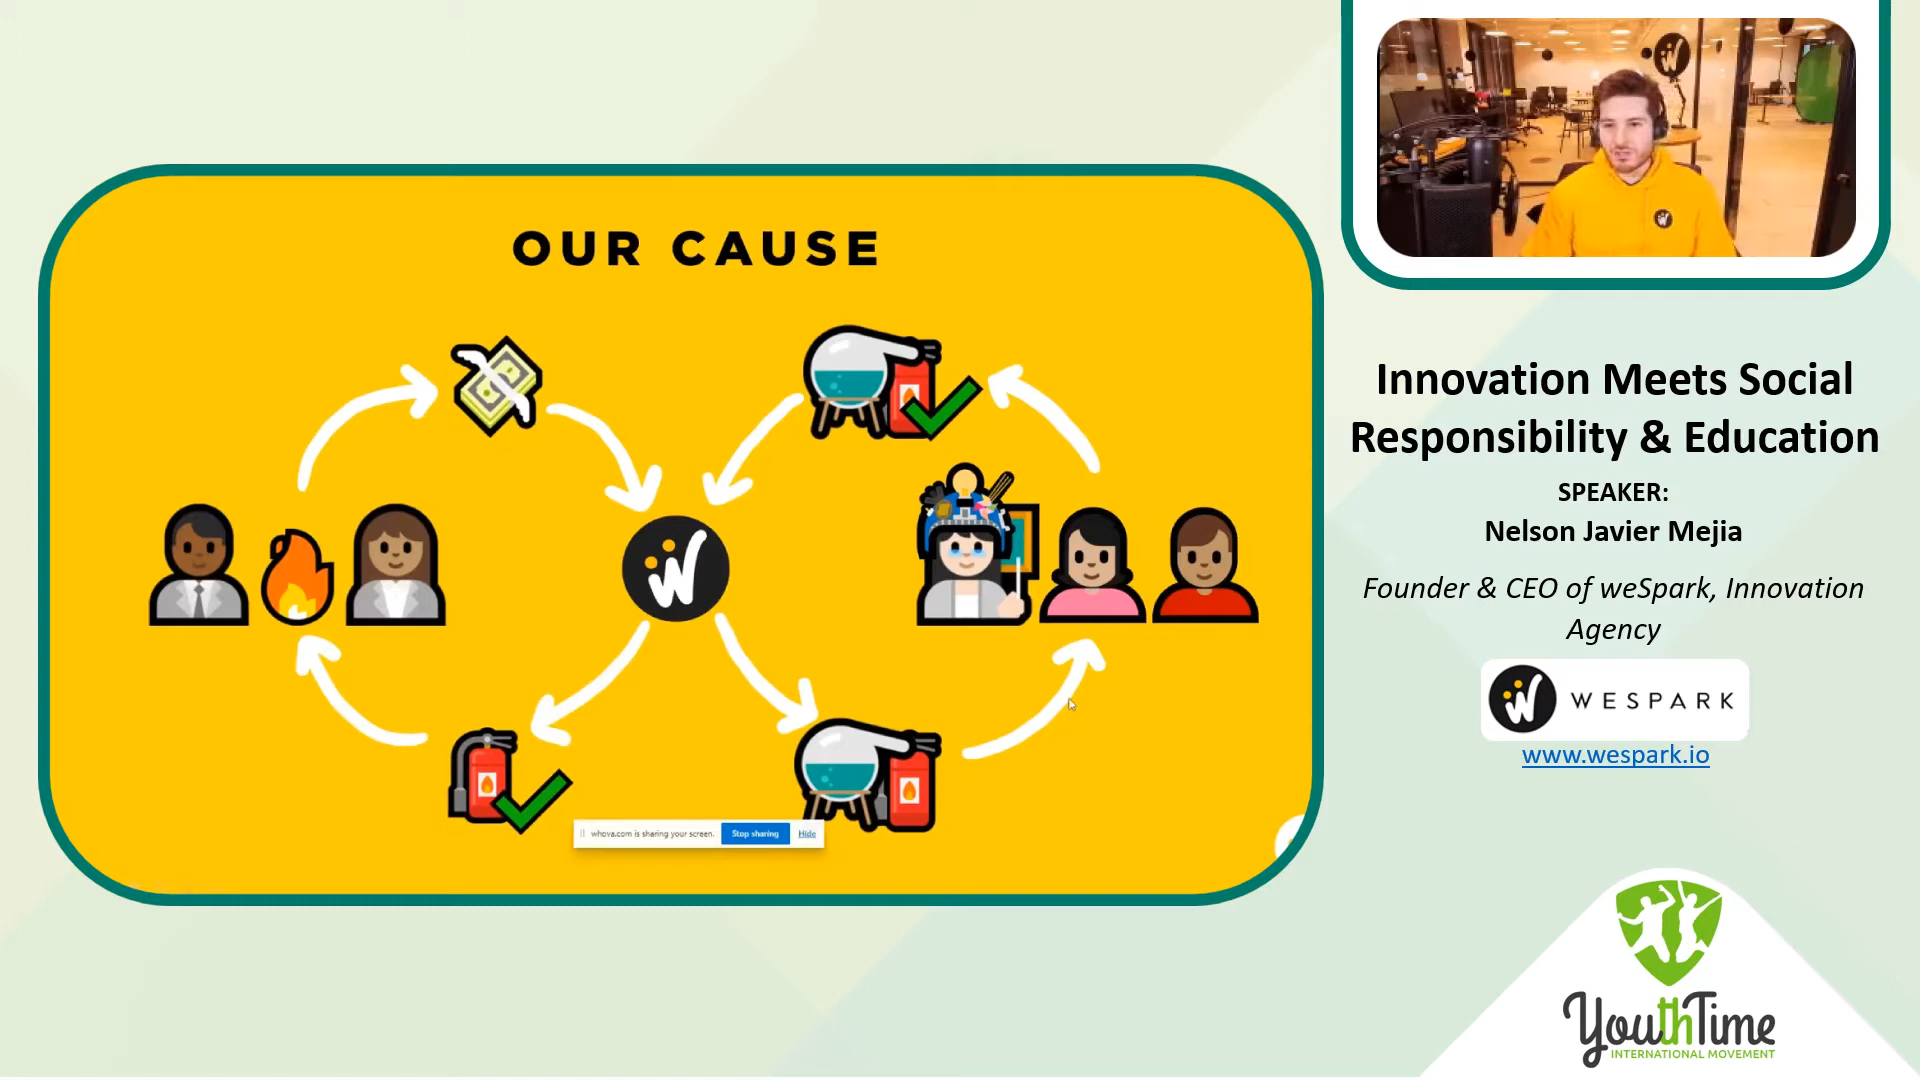 OUR CAUSE
whova.com is sharing your screen.
Stop sharing
Hide
Innovation Meets Social
Responsibility & Education
SPEAKER:
Nelson Javier Mejia
Founder & CEO of weSpark, Innovation
Agency
WESPARK
www.wespark.io
YouthTime
INTERNATIONAL MOVEMENT